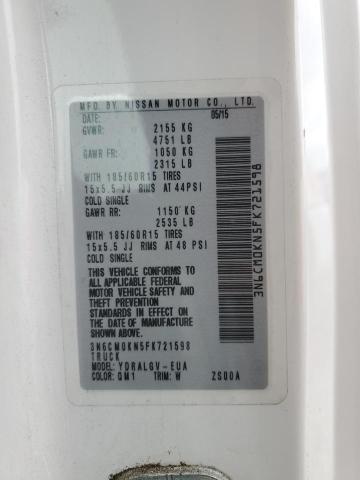 MFG. BY NISSAN MOTOR CO., LTD.
DATE: 05/15
GVWR: 2155 KG
4751 LB
GAWR FR: 1050 KG
2315 LB
WITH 185/60R15 TIRES
15x5.5 JJ RIMS AT 44PSI
COLD SINGLE
GAWR RR: 1150 KG
2535 LB
WITH 185/60R15 TIRES
15x5.5 JJ RIMS AT 48 PSI
COLD SINGLE
THIS VEHICLE CONFORMS TO
ALL APPLICABLE FEDERAL
MOTOR VEHICLE SAFETY
AND THEFT PREVENTION
STANDARDS IN EFFECT ON
THE DATE OF MANUFACTURE
SHOWN ABOVE.
3N6CM0KN5FK721598
TRUCK
MODEL: YDRALGV-EUA
COLOR: QM1 TRIM: W ZS00A
3N6CM0KN5FK721598